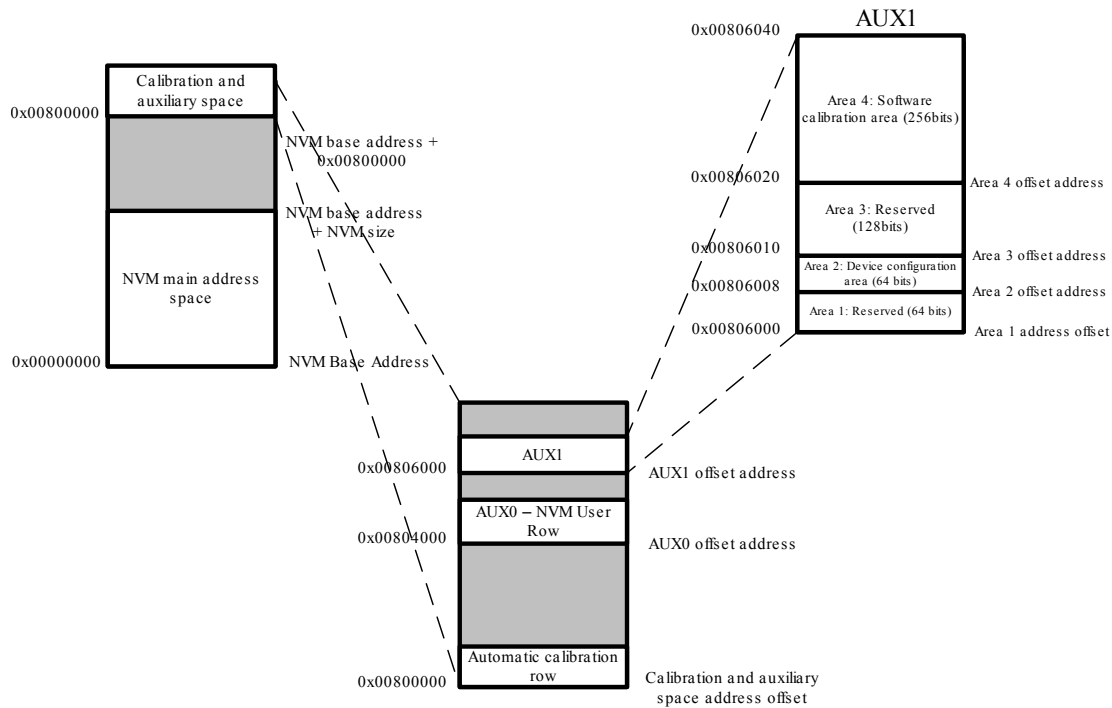 AUX1
0x00806040
Calibration and
auxiliary space
0x00800000
Area 4: Software
calibration area (256bits)
NVM base address +
0x00800000
0x00806020
Area 4 offset address
NVM base address
+ NVM size
Area 3: Reserved
(128bits)
0x00806010
Area 3 offset address
NVM main address
space
Area 2: Device configuration
area (64 bits)
0x00806008
Area 2 offset address
Area 1: Reserved (64 bits)
0x00806000
Area 1 address offset
0x00000000
NVM Base Address
AUX1
0x00806000
AUX1 offset address
AUX0 – NVM User
Row
0x00804000
AUX0 offset address
Automatic calibration
row
0x00800000
Calibration and auxiliary
space address offset